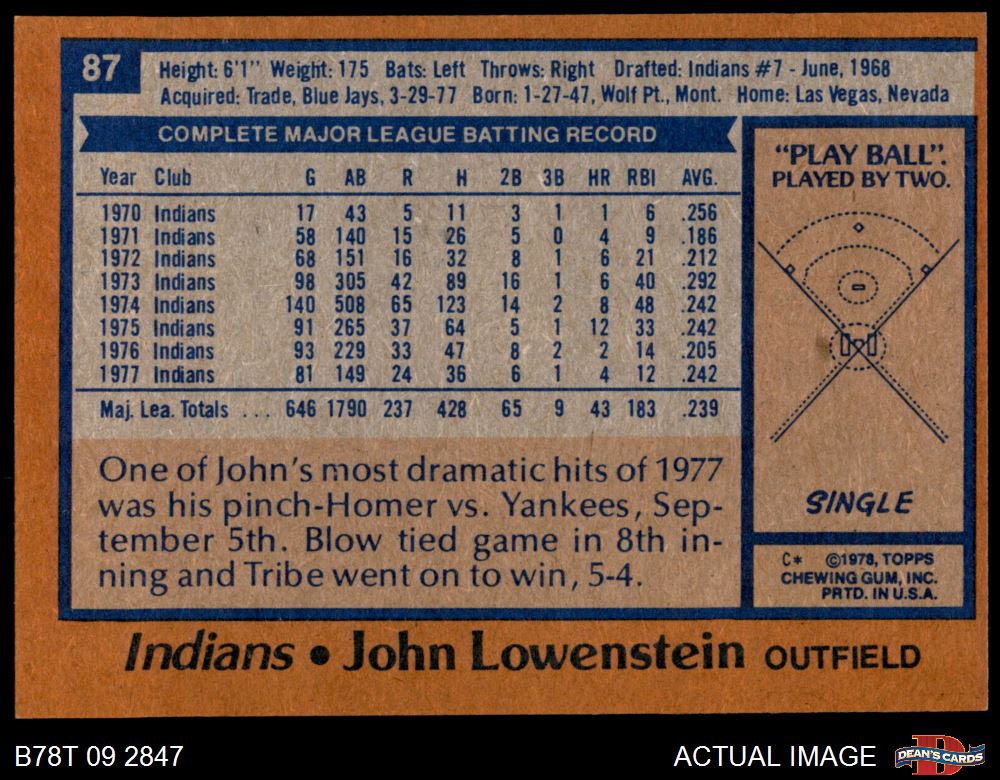 87
Height: 6'1" Weight: 175 Bats: Left Throws: Right Drafted: Indians #7 - June, 1968
Acquired: Trade, Blue Jays, 3-29-77 Born: 1-27-47, Wolf Pt., Mont. Home: Las Vegas, Nevada
COMPLETE MAJOR LEAGUE BATTING RECORD
Year Club G AB R H 2B 3B HR RBI AVG.
1970 Indians 17 43 5 11 3 1 1 6 .256
1971 Indians 58 140 15 26 5 0 4 9 .186
1972 Indians 68 151 16 32 8 1 6 21 .212
1973 Indians 98 305 42 89 16 1 6 40 .292
1974 Indians 140 508 65 123 14 2 8 48 .242
1975 Indians 91 265 37 64 5 1 12 33 .242
1976 Indians 93 229 33 47 8 2 2 14 .205
1977 Indians 81 149 24 36 6 1 4 12 .242
Maj. Lea. Totals ... 646 1790 237 428 65 9 43 183 .239
One of John's most dramatic hits of 1977
was his pinch-Homer vs. Yankees, Sep-
tember 5th. Blow tied game in 8th in-
ning and Tribe went on to win, 5-4.
"PLAY BALL".
PLAYED BY TWO.
SINGLE
C* ©1978, TOPPS
CHEWING GUM, INC.
PRTD. IN U.S.A.
Indians • John Lowenstein OUTFIELD
B78T 09 2847
ACTUAL IMAGE
D
DEAN'S CARDS